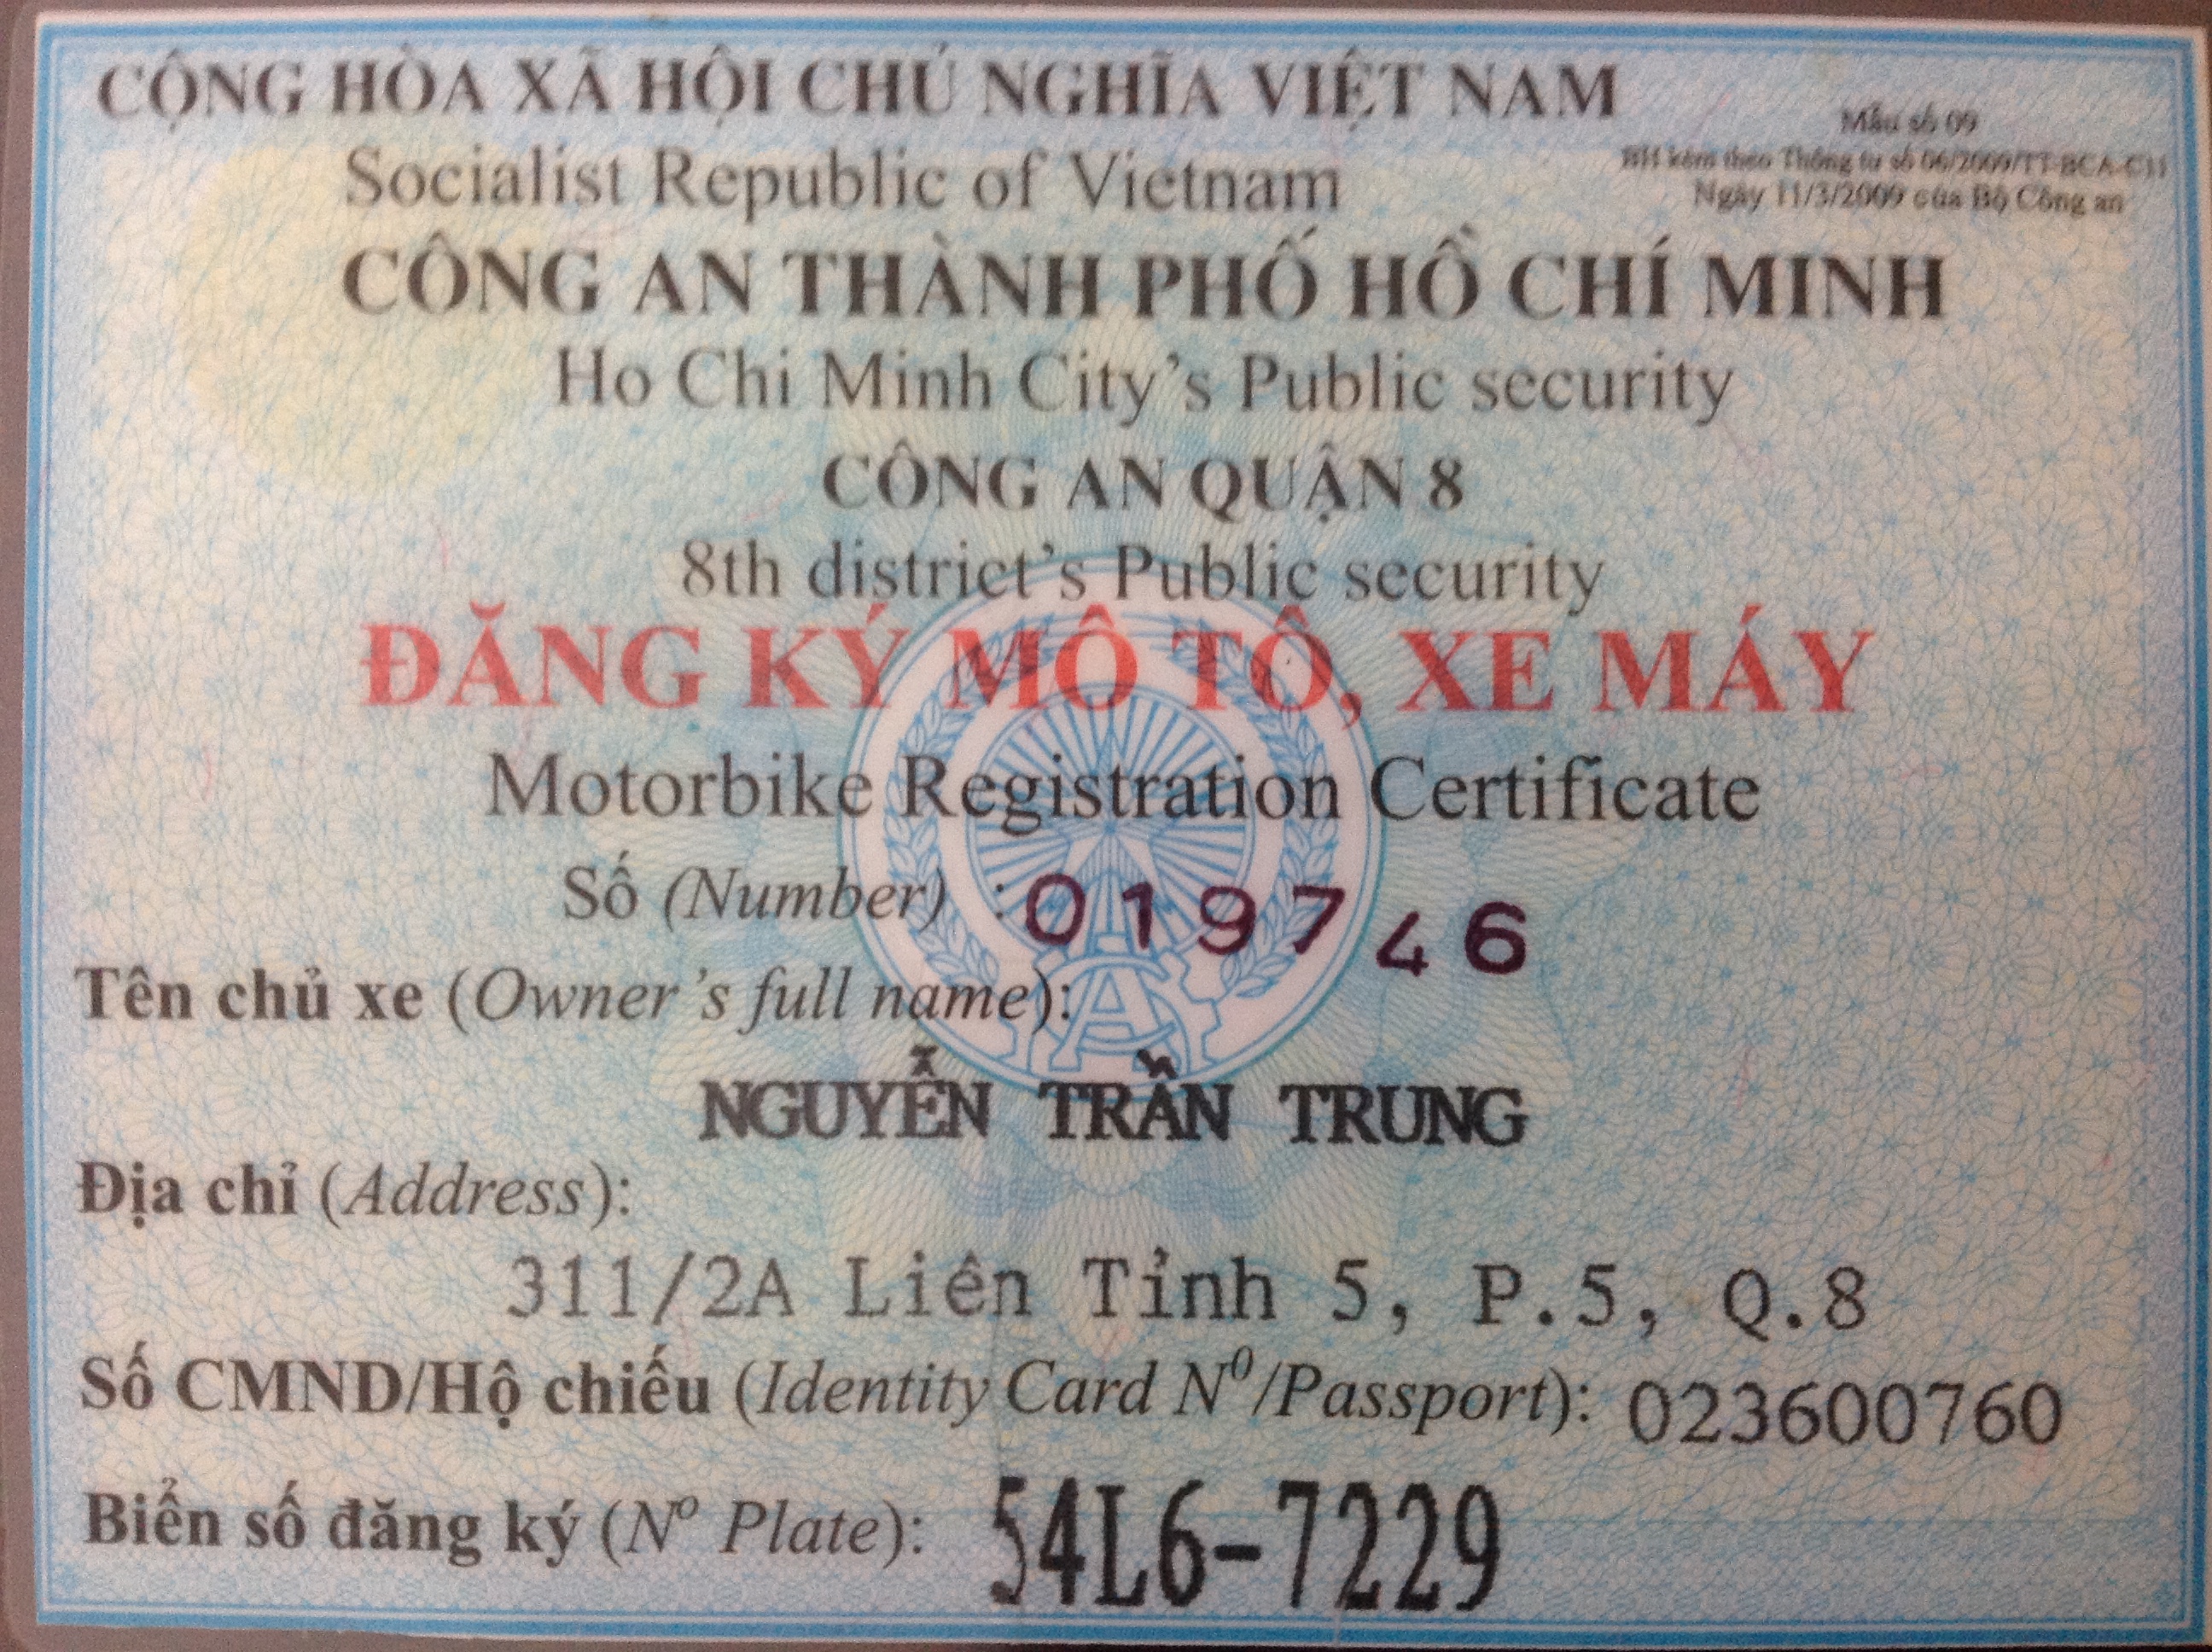 CỘNG HÒA XÃ HỘI CHỦ NGHĨA VIỆT NAM
Mẫu số 09
Socialist Republic of Vietnam
BH kèm theo Thông tư số 06/2009/TT-BCA-C11
Ngày 11/3/2009 của Bộ Công an
CÔNG AN THÀNH PHỐ HỒ CHÍ MINH
Ho Chi Minh City's Public security
CÔNG AN QUẬN 8
8th district's Public security
ĐĂNG KÝ MÔ TÔ, XE MÁY
Motorbike Registration Certificate
Số (Number) : 019746
Tên chủ xe (Owner's full name):
NGUYỄN TRẦN TRUNG
Địa chỉ (Address):
311/2A Liên Tỉnh 5, P.5, Q.8
Số CMND/Hộ chiếu (Identity Card N⁰/Passport): 023600760
Biển số đăng ký (Nº Plate): 54L6-7229